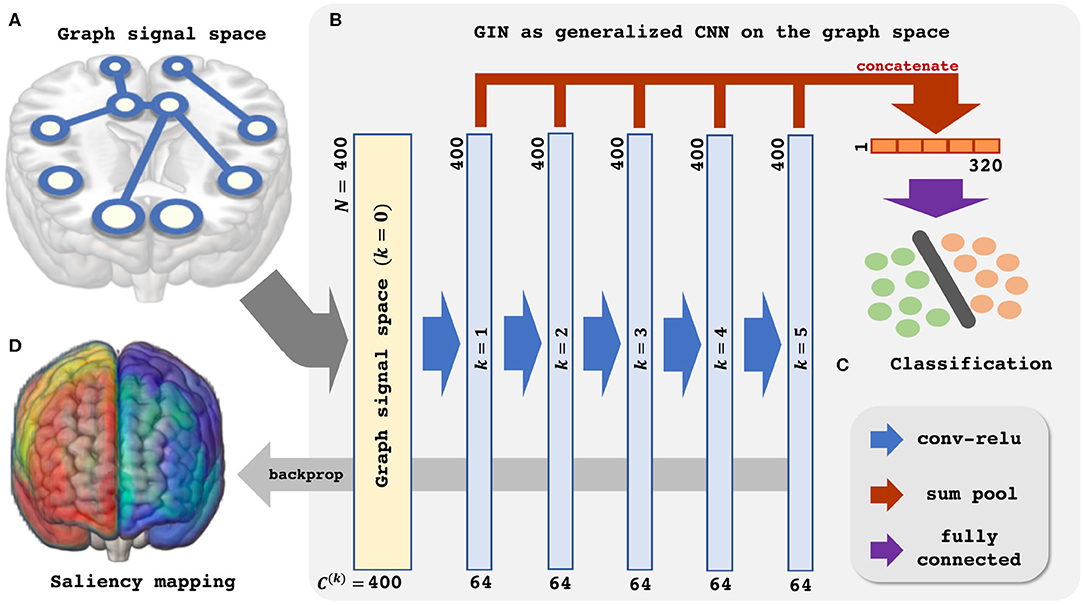 A
Graph signal space
B
GIN as generalized CNN on the graph space
concatenate
N = 400
400
400
400
400
400
1
320
Graph signal space (k = 0)
k = 1
k = 2
k = 3
k = 4
k = 5
C
Classification
D
backprop
conv-relu
sum pool
fully
connected
Saliency mapping
C^(k) = 400
64
64
64
64
64